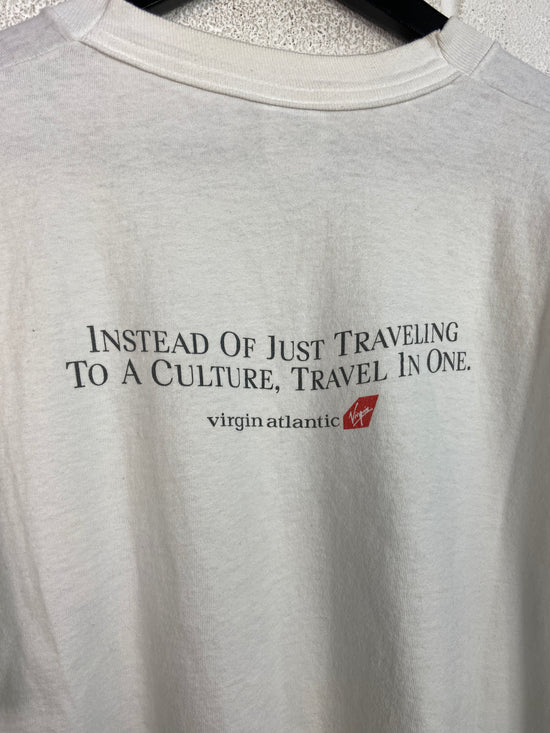 INSTEAD OF JUST TRAVELING
TO A CULTURE, TRAVEL IN ONE.
virgin atlantic Virgin